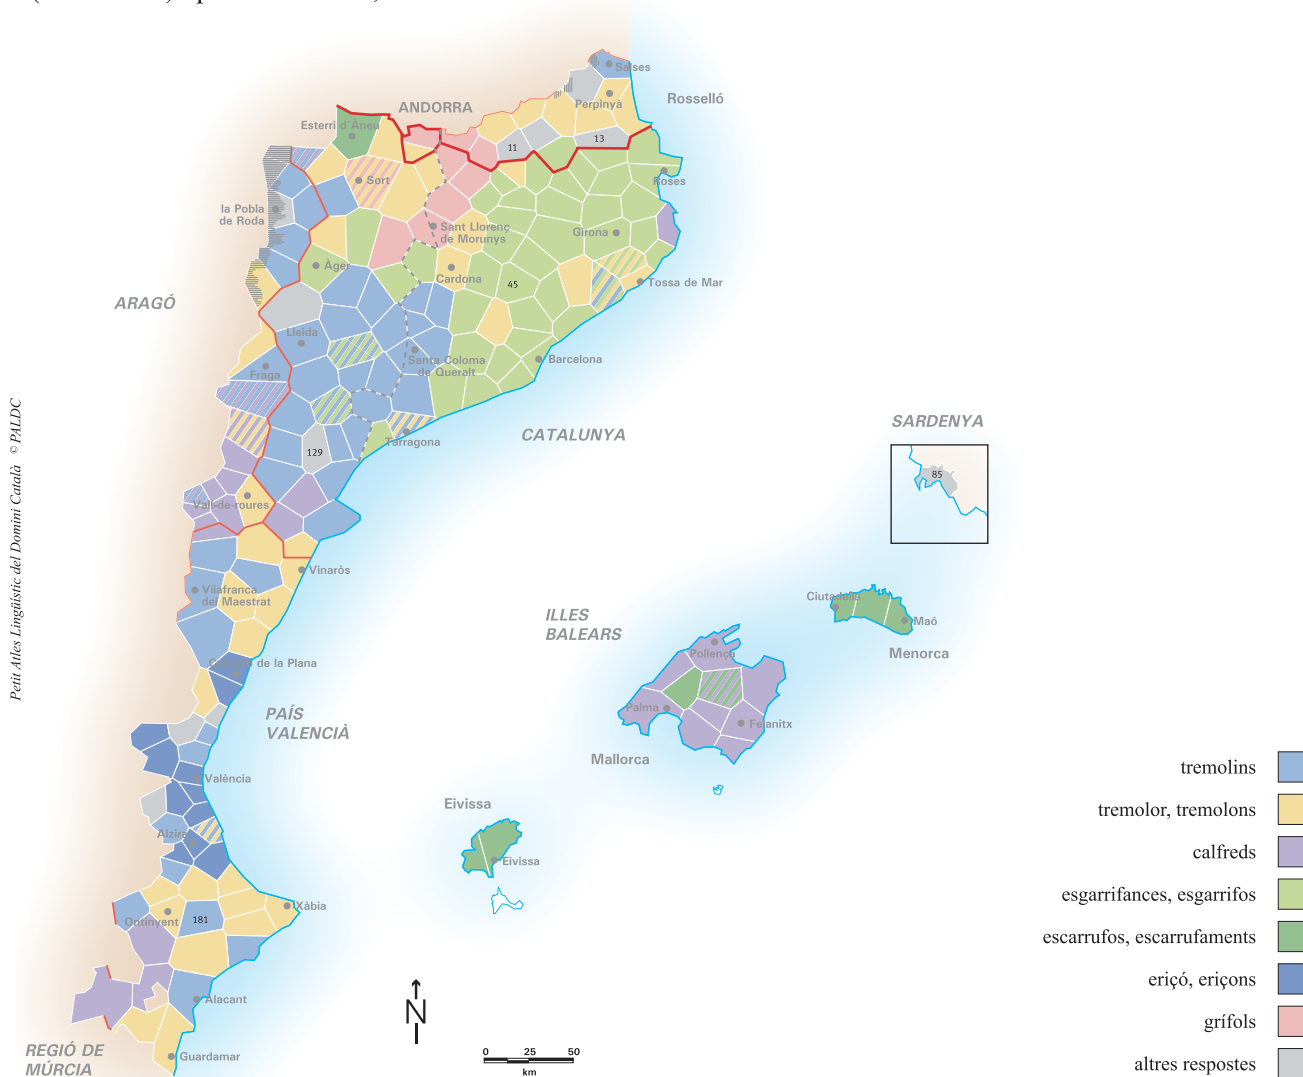 Salses
Rosselló
Perpinyà
ANDORRA
Esterri d'Àneu
11
13
Sort
Roses
la Pobla
de Roda
Sant Llorenç
de Morunys
Girona
Àger
Cardona
45
Tossa de Mar
ARAGÓ
Lleida
Santa Coloma
de Queralt
Barcelona
Fraga
CATALUNYA
Tarragona
129
SARDENYA
85
Vall-de-roures
Petit Atles Lingüístic del Domini Català © PALDC
Vinaròs
Vilafranca
del Maestrat
ILLES
BALEARS
Ciutadella
Maó
Menorca
Pollença
de la Plana
PAÍS
VALENCIÀ
Palma
Felanitx
Mallorca
València
Eivissa
Alzira
Eivissa
Xàbia
Ontinyent
181
Alacant
N
REGIÓ DE
MÚRCIA
Guardamar
0 25 50
km
tremolins
tremolor, tremolons
calfreds
esgarrifances, esgarrifos
escarrufos, escarrufaments
eriçó, eriçons
grífols
altres respostes